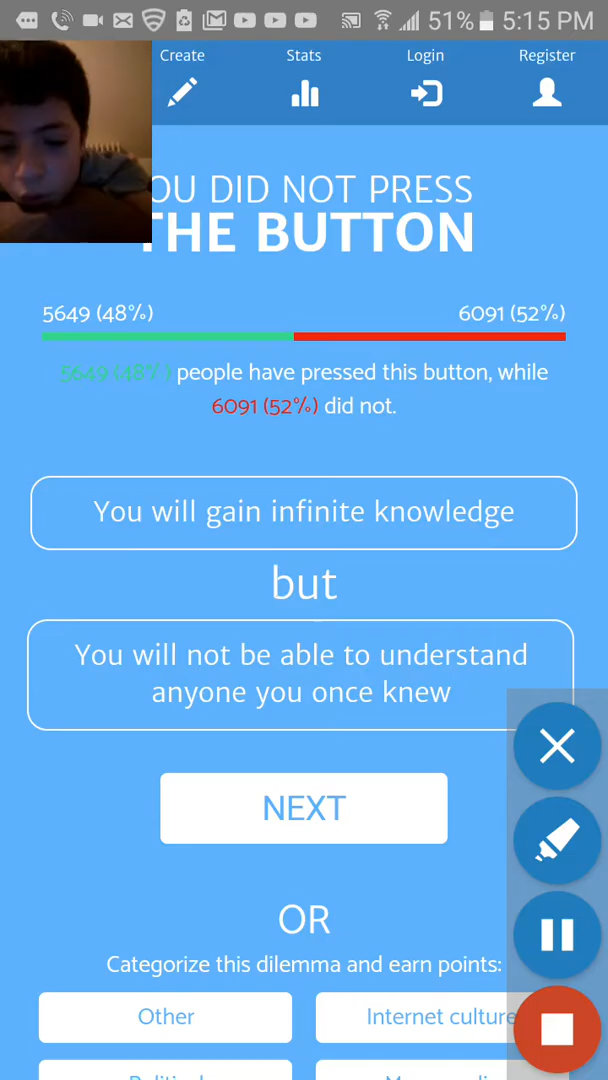 51% 5:15 PM
Create Stats Login Register
OU DID NOT PRESS
THE BUTTON
5649 (48%) 6091 (52%)
5649 (48%) people have pressed this button, while
6091 (52%) did not.
You will gain infinite knowledge
but
You will not be able to understand
anyone you once knew
NEXT
OR
Categorize this dilemma and earn points:
Other Internet culture